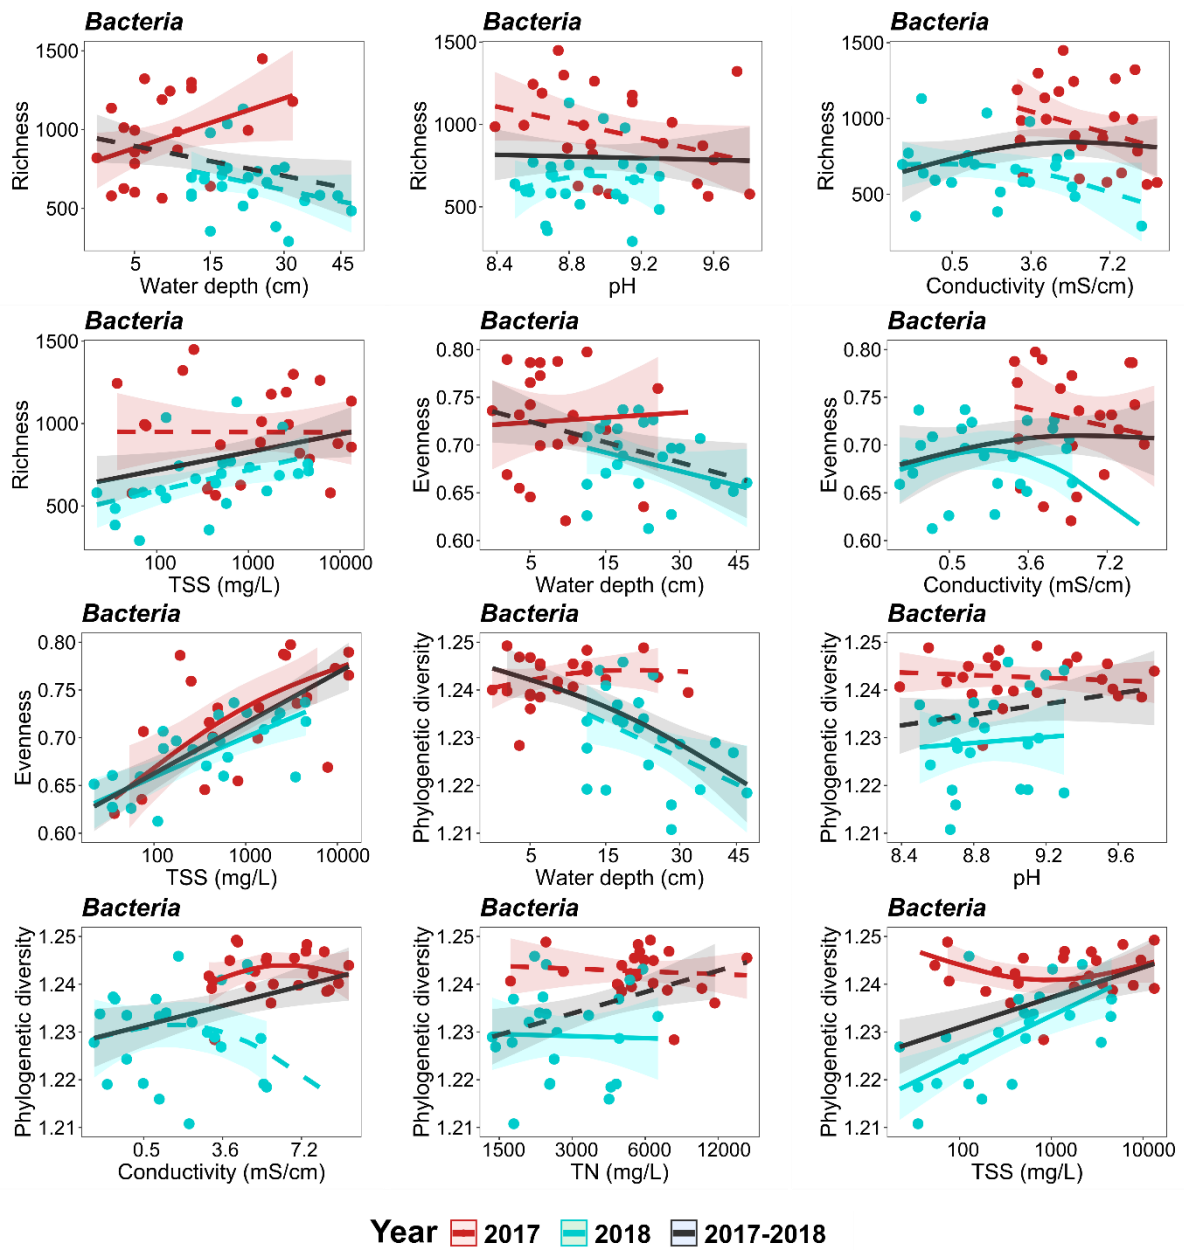 Bacteria Bacteria Bacteria
1500 1500 1500
Richness Richness Richness
1000 1000 1000
500 500 500
5 15 30 45 8.4 8.8 9.2 9.6 0.5 3.6 7.2
Water depth (cm) pH Conductivity (mS/cm)
Bacteria Bacteria Bacteria
1500 0.80 0.80
Richness Evenness Evenness
1000 0.75 0.75
0.70 0.70
500 0.65 0.65
0.60 0.60
100 1000 10000 5 15 30 45 0.5 3.6 7.2
TSS (mg/L) Water depth (cm) Conductivity (mS/cm)
Bacteria Bacteria Bacteria
0.80 1.25 1.25
Evenness Phylogenetic diversity Phylogenetic diversity
0.75 1.24 1.24
0.70 1.23 1.23
0.65 1.22 1.22
0.60 1.21 1.21
100 1000 10000 5 15 30 45 8.4 8.8 9.2 9.6
TSS (mg/L) Water depth (cm) pH
Bacteria Bacteria Bacteria
1.25 1.25 1.25
Phylogenetic diversity Phylogenetic diversity Phylogenetic diversity
1.24 1.24 1.24
1.23 1.23 1.23
1.22 1.22 1.22
1.21 1.21 1.21
0.5 3.6 7.2 1500 3000 6000 12000 100 1000 10000
Conductivity (mS/cm) TN (mg/L) TSS (mg/L)
Year 2017 2018 2017-2018